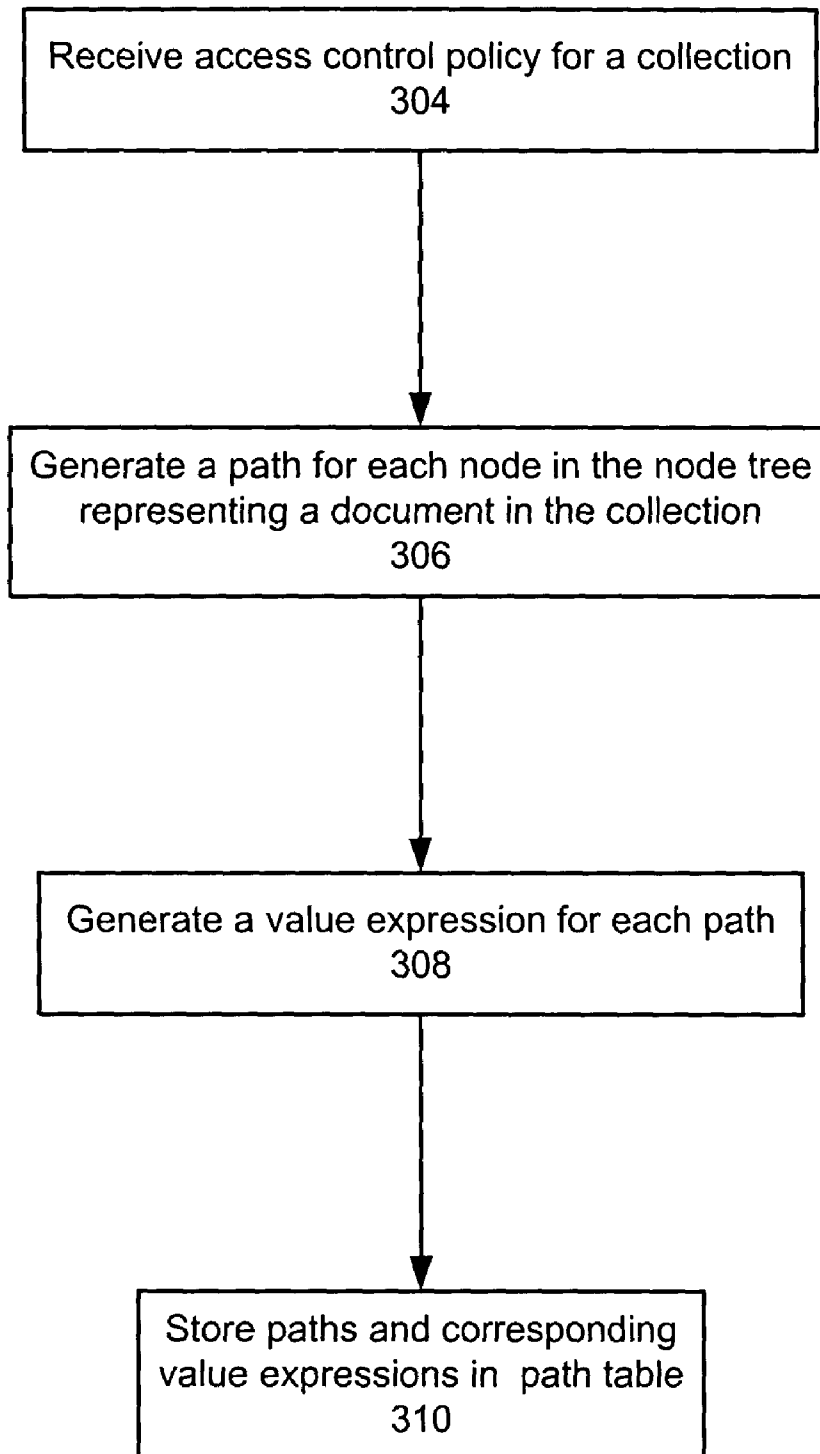 Receive access control policy for a collection
304
Generate a path for each node in the node tree
representing a document in the collection
306
Generate a value expression for each path
308
Store paths and corresponding
value expressions in path table
310